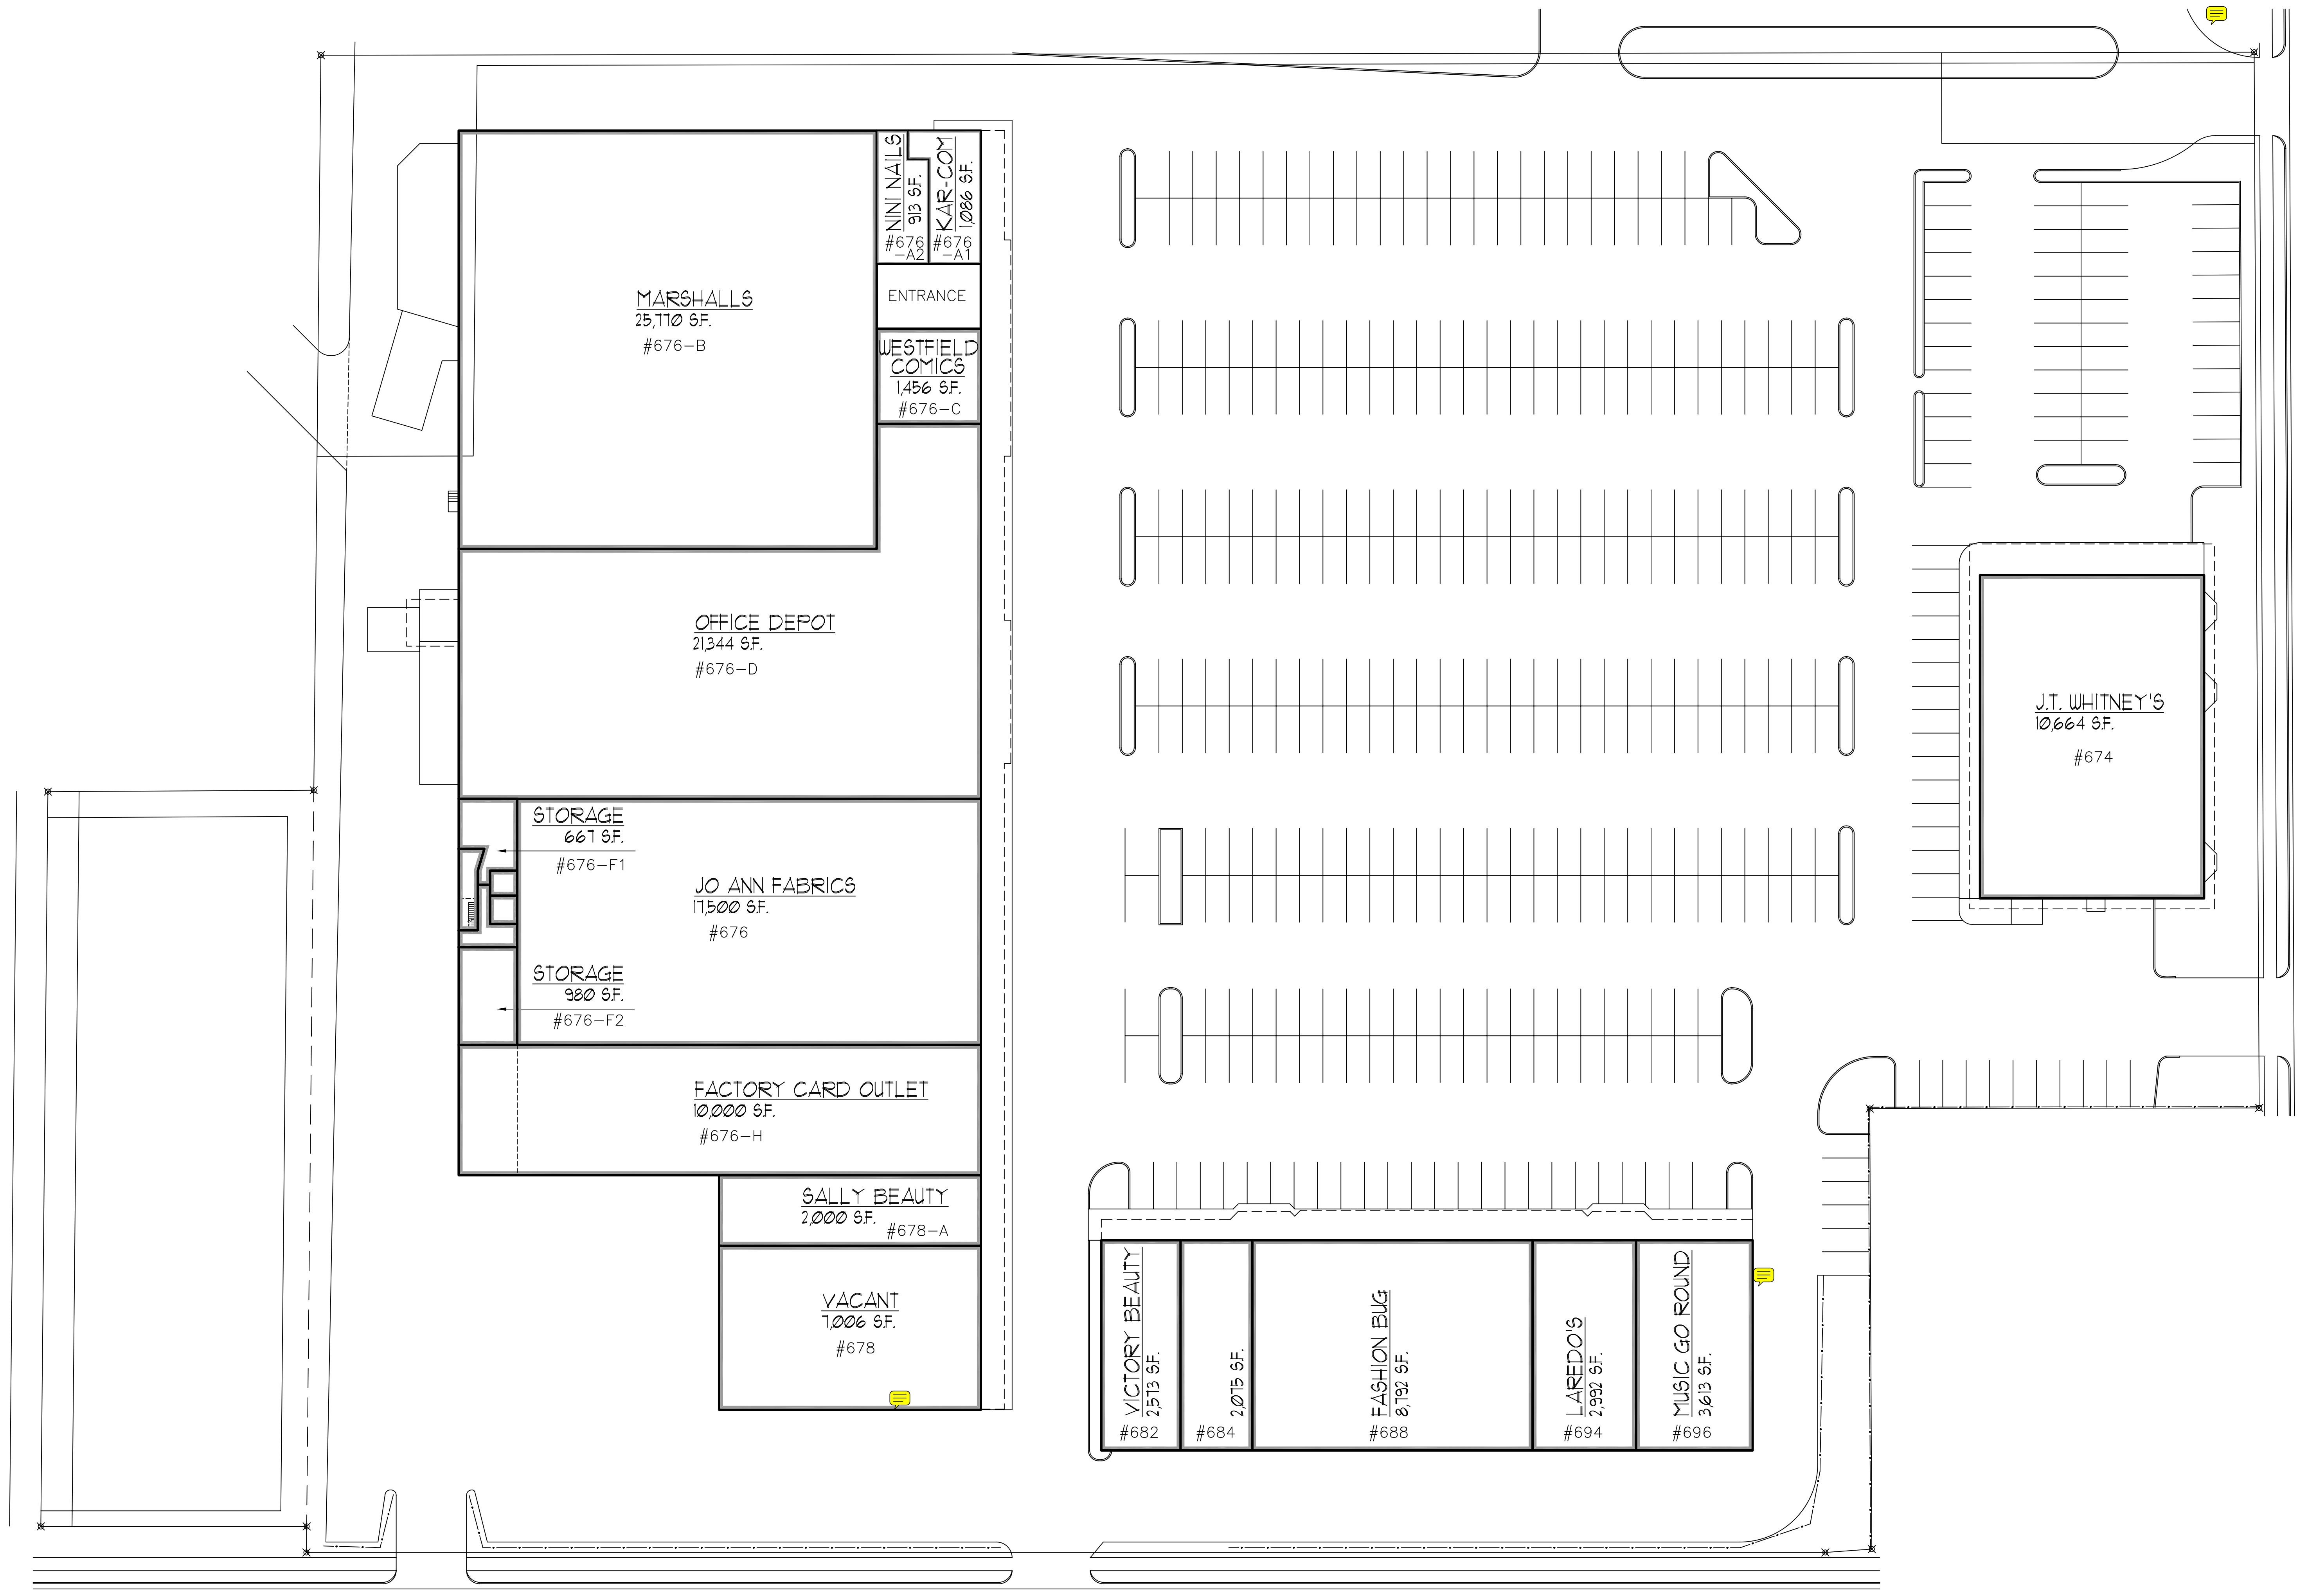 NINI NAILS
913 S.F.
#676
-A2
KAR-COM
1,086 S.F.
#676
-A1
ENTRANCE
MARSHALLS
25,770 S.F.
#676-B
WESTFIELD
COMICS
1,456 S.F.
#676-C
OFFICE DEPOT
21,344 S.F.
#676-D
J.T. WHITNEY'S
10,664 S.F.
#674
STORAGE
667 S.F.
#676-F1
JO ANN FABRICS
17,500 S.F.
#676
STORAGE
980 S.F.
#676-F2
FACTORY CARD OUTLET
10,000 S.F.
#676-H
SALLY BEAUTY
2,000 S.F.
#678-A
VACANT
7,006 S.F.
#678
VICTORY BEAUTY
2,573 S.F.
#682
2,075 S.F.
#684
FASHION BUG
8,792 S.F.
#688
LAREDO'S
2,992 S.F.
#694
MUSIC GO ROUND
3,613 S.F.
#696